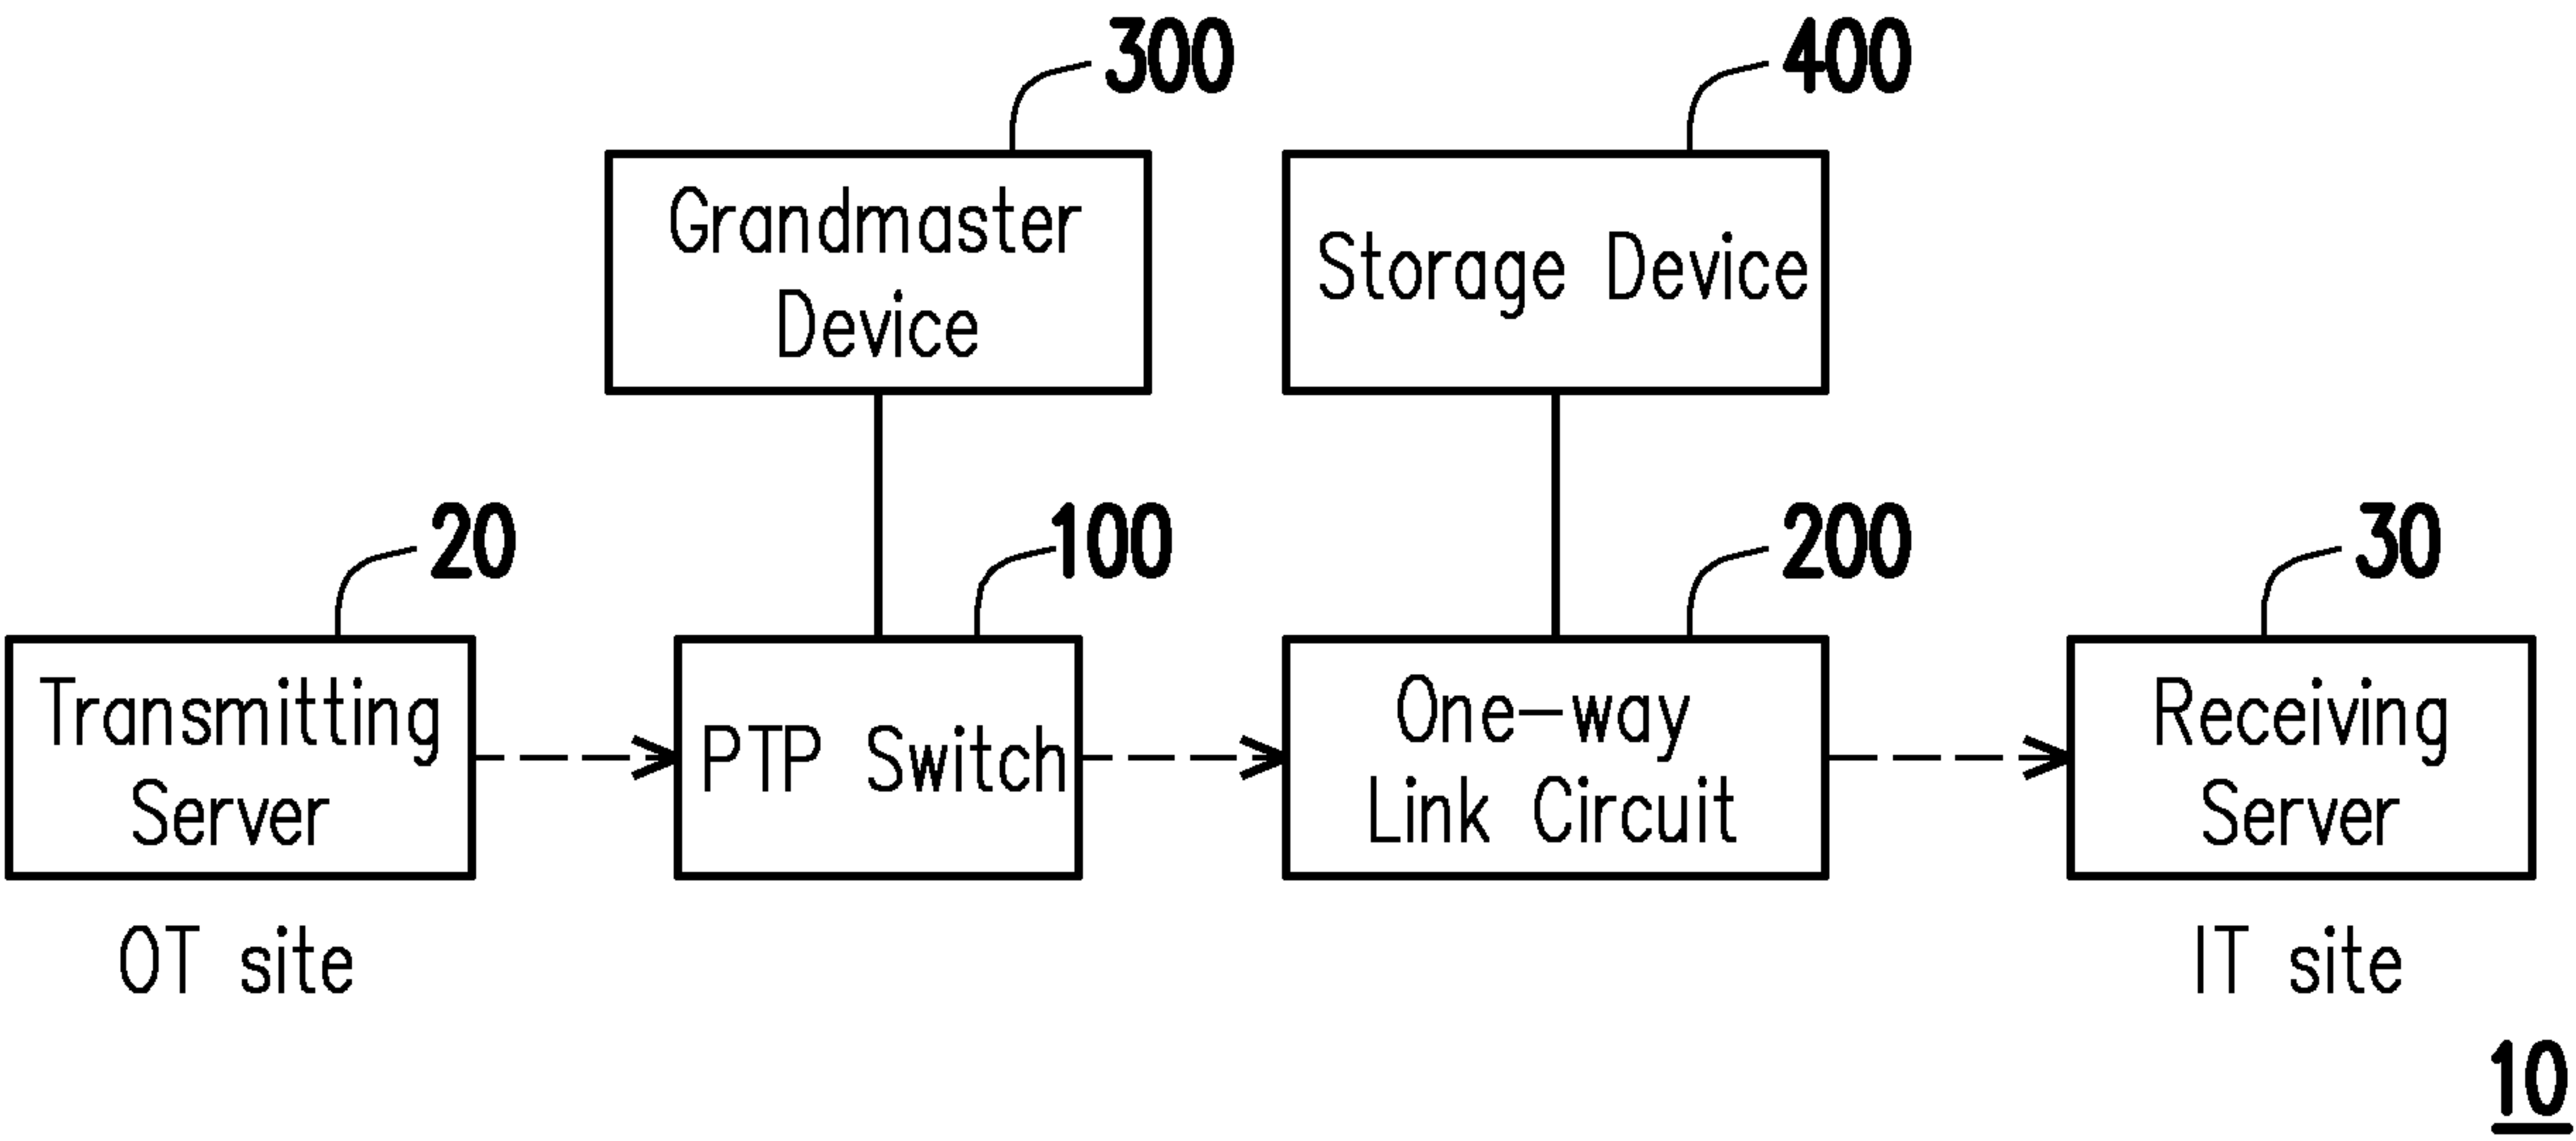 300
400
Grandmaster
Device
Storage Device
20
100
200
30
Transmitting
Server
PTP Switch
One-way
Link Circuit
Receiving
Server
OT site
IT site
10